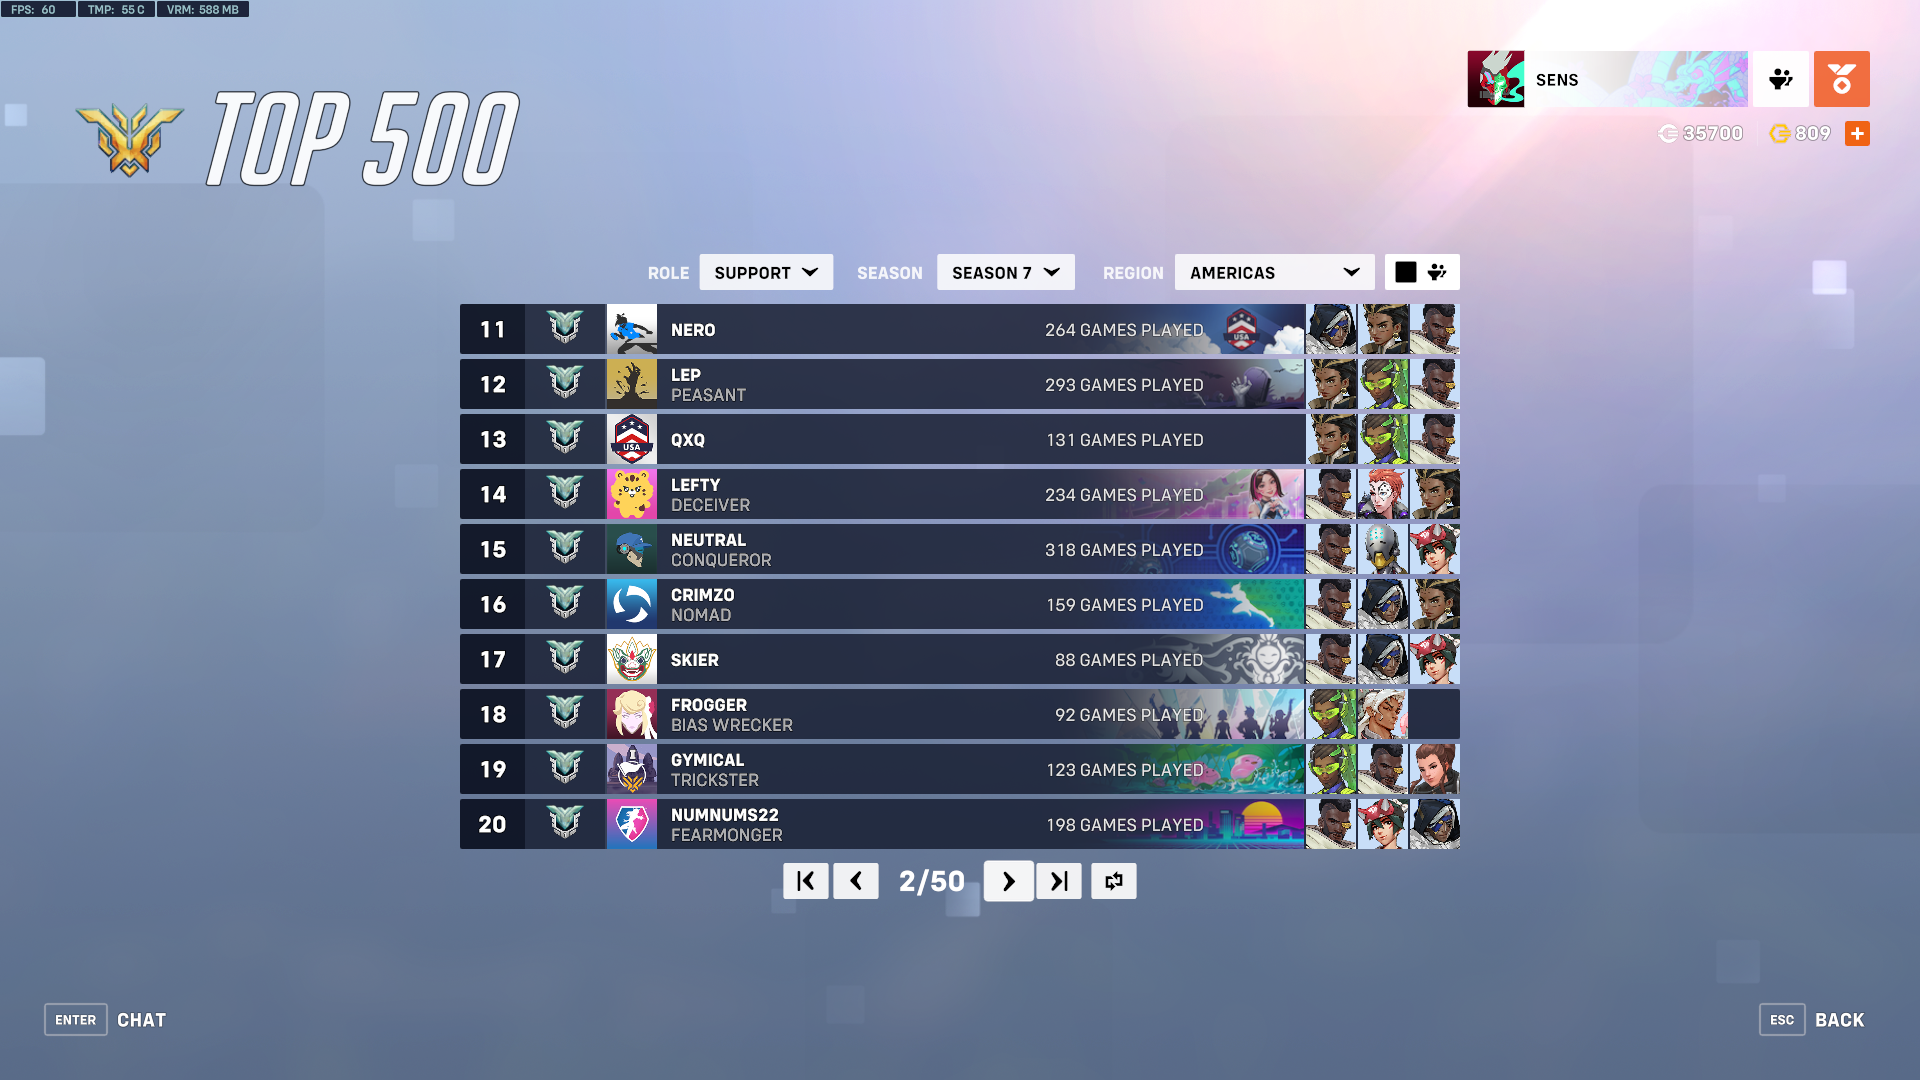 FPS: 60 TMP: 55 C VRM: 588 MB
TOP 500
SENS
35700 809
ROLE SUPPORT SEASON SEASON 7 REGION AMERICAS
11 NERO 264 GAMES PLAYED USA
12 LEP 293 GAMES PLAYED
PEASANT
13 USA QXQ 131 GAMES PLAYED
14 LEFTY 234 GAMES PLAYED
DECEIVER
15 NEUTRAL 318 GAMES PLAYED
CONQUEROR
16 CRIMZO 159 GAMES PLAYED
NOMAD
17 SKIER 88 GAMES PLAYED
18 FROGGER 92 GAMES PLAYED
BIAS WRECKER
19 GYMICAL 123 GAMES PLAYED
TRICKSTER
20 NUMNUMS22 198 GAMES PLAYED
FEARMONGER
2/50
ENTER CHAT
ESC BACK